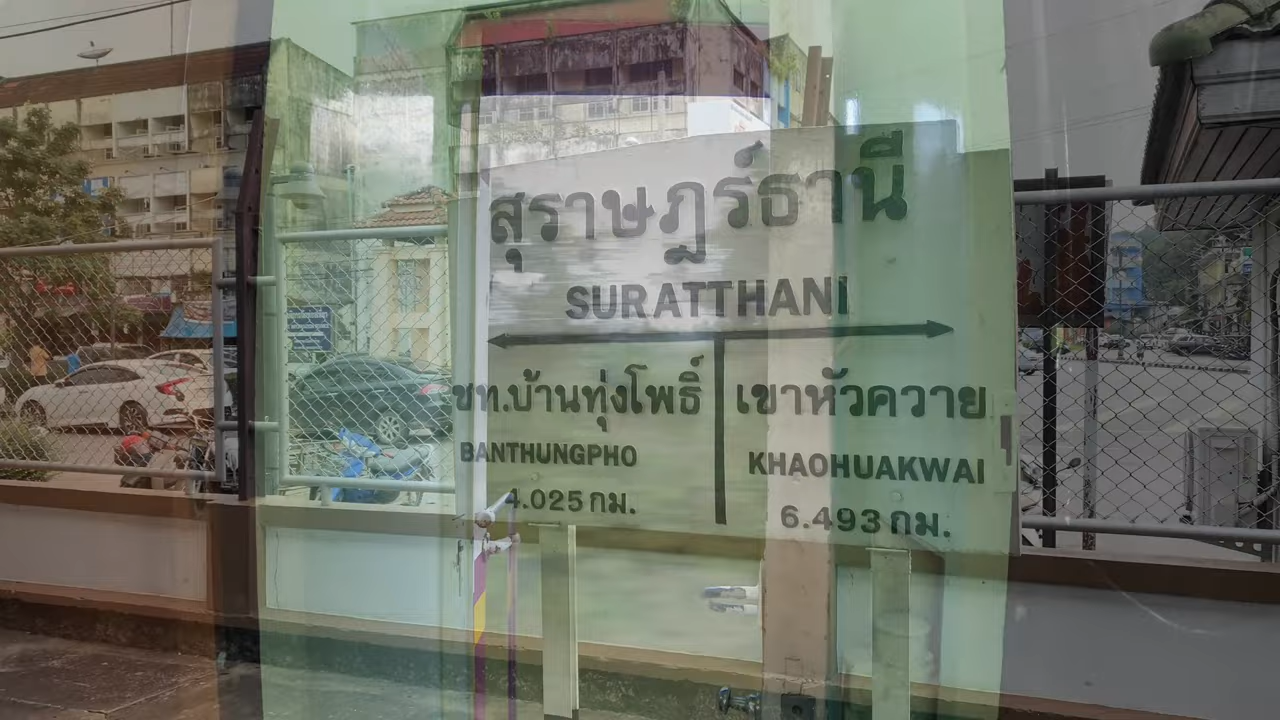 สุราษฎร์ธานี
SURATTHANI
ชท.บ้านทุ่งโพธิ์ เขาหัวควาย
BANTHUNGPHO KHAOHUAKWAI
4.025 กม. 6.493 กม.